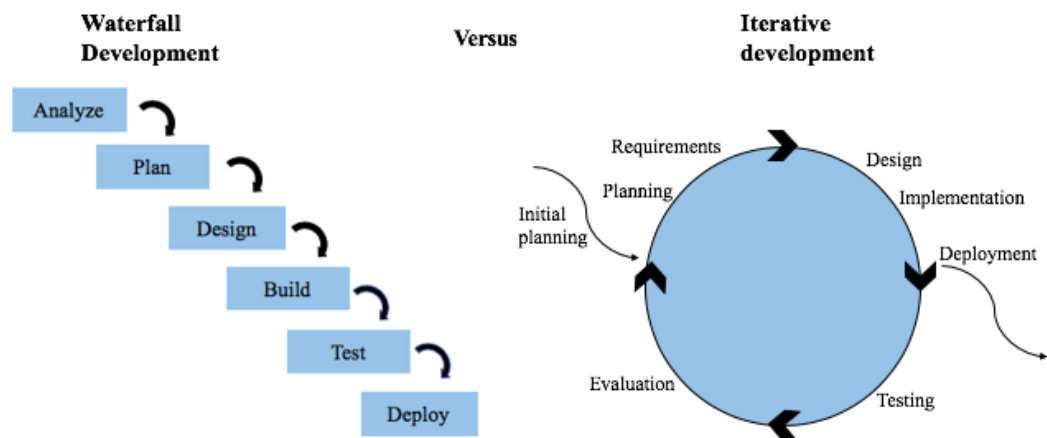 Waterfall
Development
Versus
Iterative
development
Analyze
Plan
Design
Build
Test
Deploy
Requirements
Planning
Initial
planning
Design
Implementation
Deployment
Testing
Evaluation